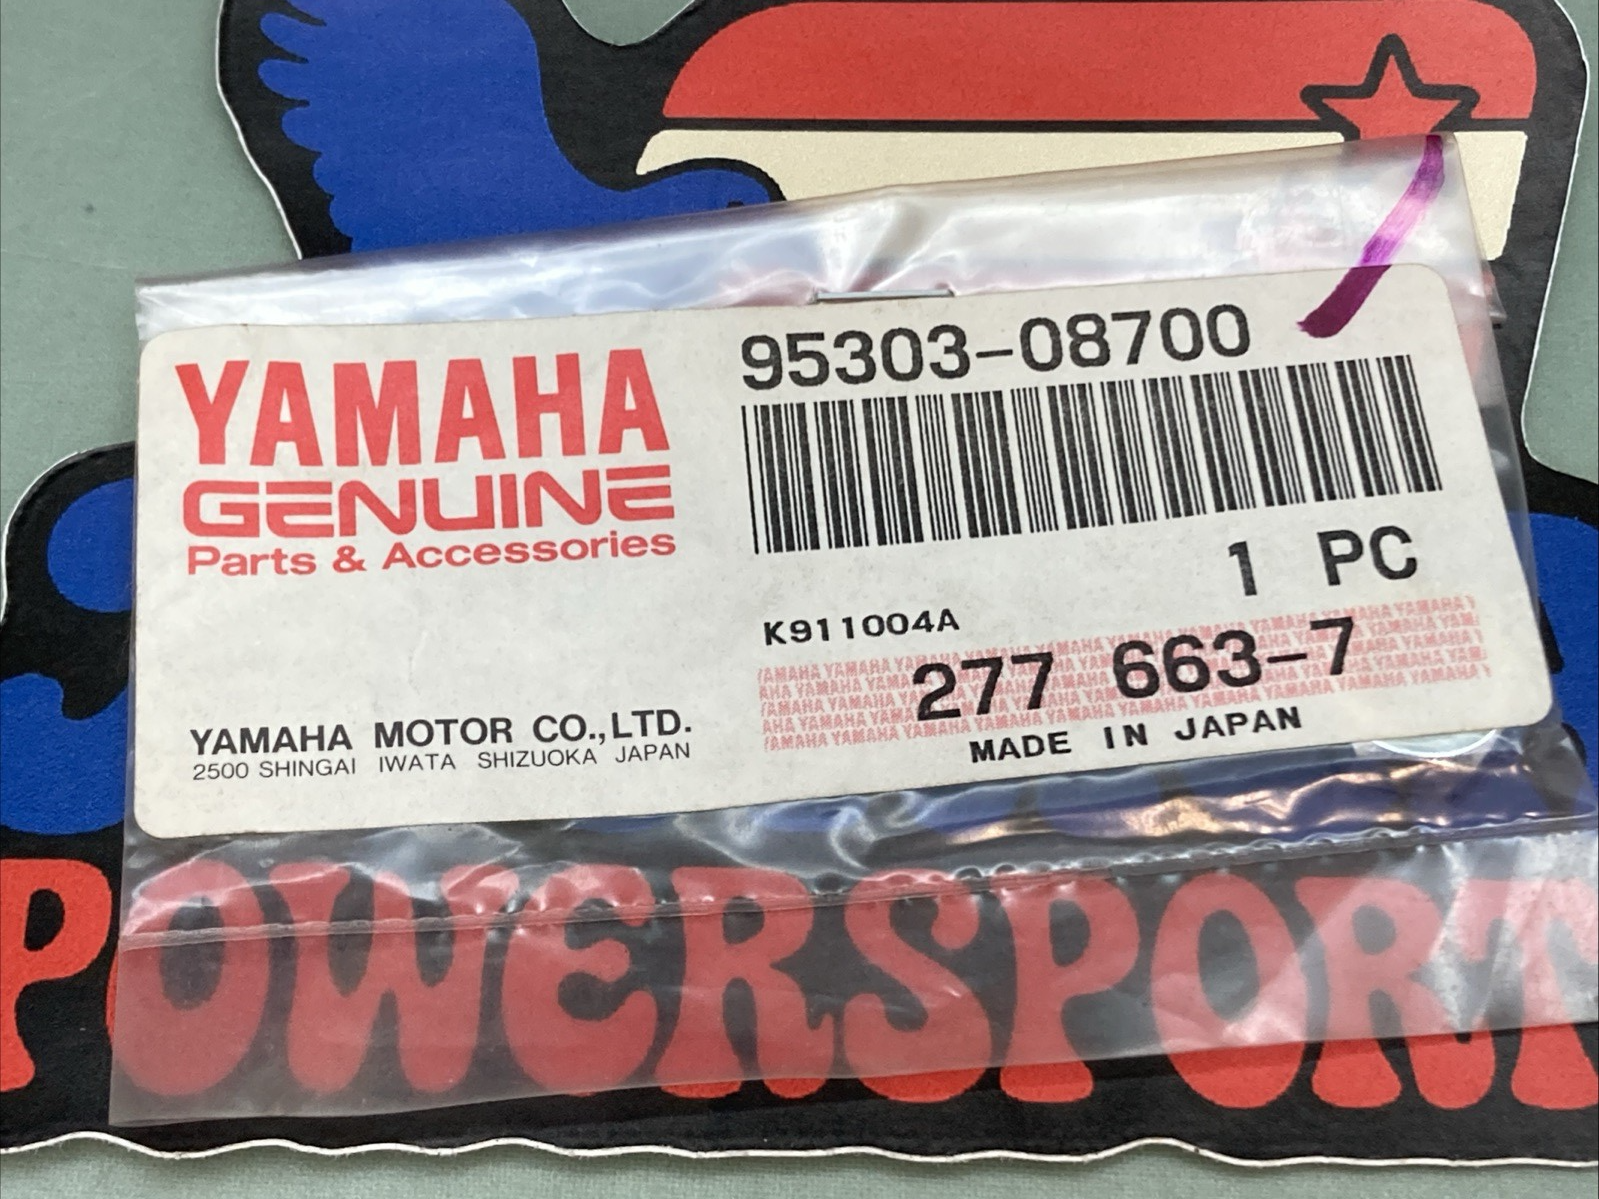 YAMAHA
GENUINE
Parts & Accessories
YAMAHA MOTOR CO.,LTD.
2500 SHINGAI IWATA SHIZUOKA JAPAN
95303-08700
1 PC
K911004A
277 663-7
MADE IN JAPAN
POWERSPORT